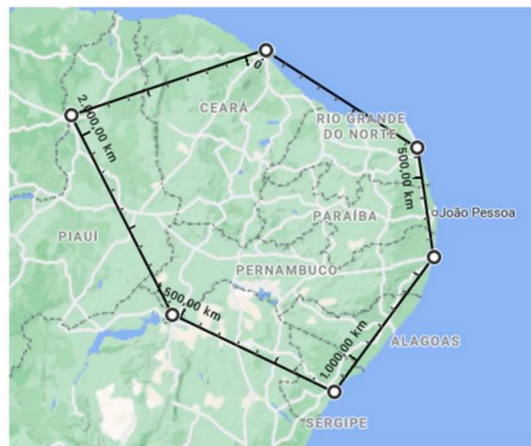 0
CEARÁ
RIO GRANDE
DO NORTE
2.000,00 km
500,00 km
PARAÍBA
João Pessoa
PIAUÍ
PERNAMBUCO
500,00 km
1.000,00 km
ALAGOAS
SERGIPE